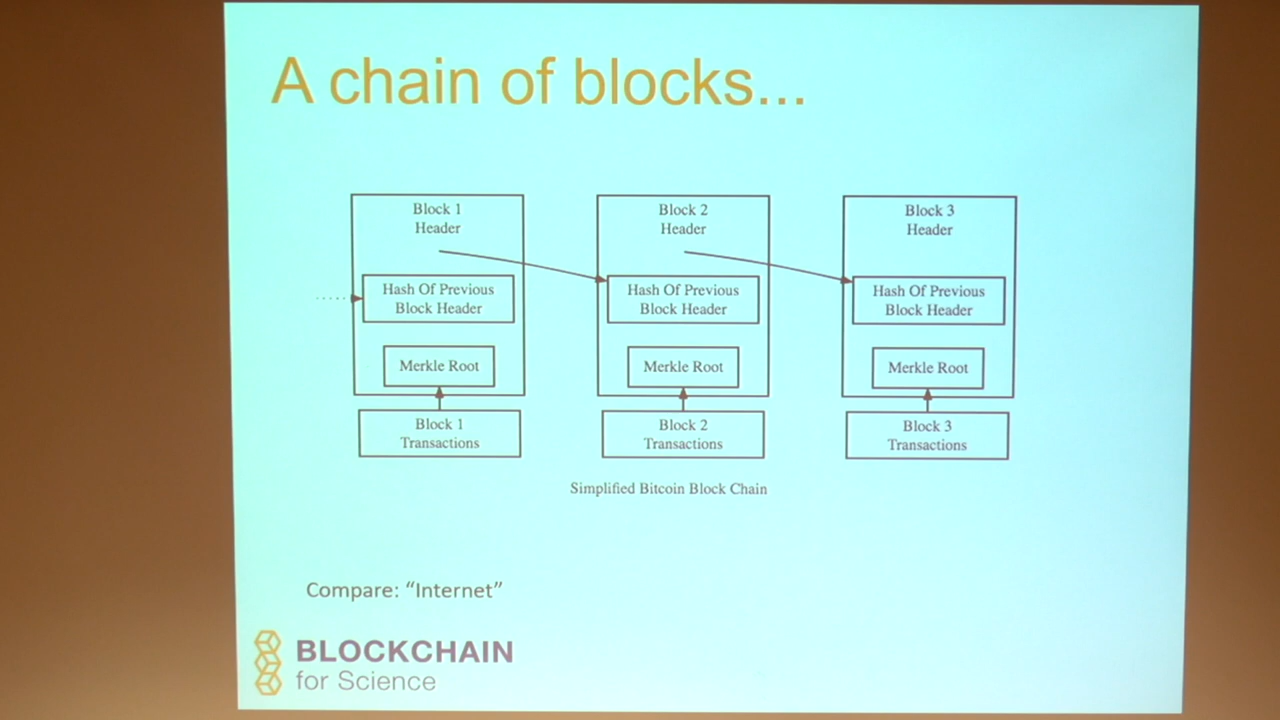 A chain of blocks...
Block 1
Header
Hash Of Previous
Block Header
Merkle Root
Block 1
Transactions
Block 2
Header
Hash Of Previous
Block Header
Merkle Root
Block 2
Transactions
Block 3
Header
Hash Of Previous
Block Header
Merkle Root
Block 3
Transactions
Simplified Bitcoin Block Chain
Compare: “Internet”
BLOCKCHAIN
for Science